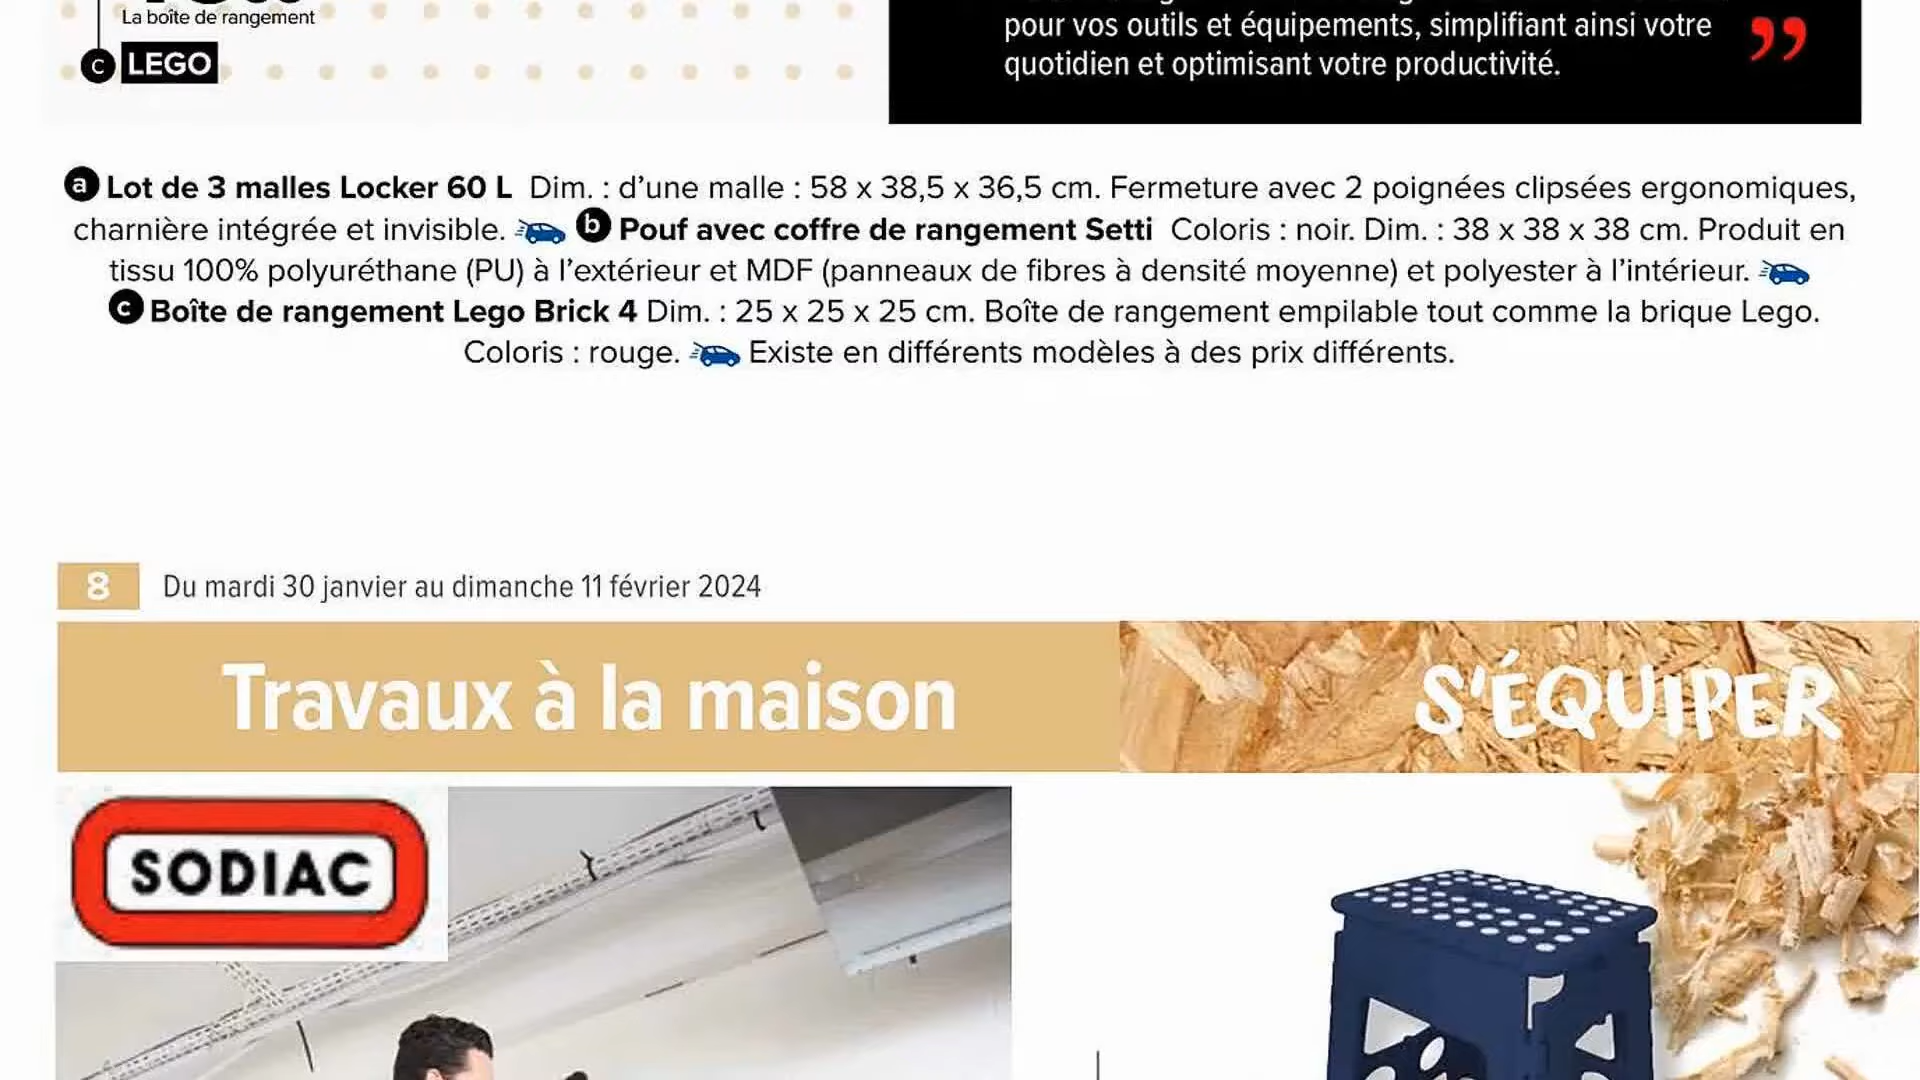 La boîte de rangement
c LEGO
pour vos outils et équipements, simplifiant ainsi votre
quotidien et optimisant votre productivité. ”
a Lot de 3 malles Locker 60 L Dim. : d’une malle : 58 x 38,5 x 36,5 cm. Fermeture avec 2 poignées clipsées ergonomiques,
charnière intégrée et invisible. b Pouf avec coffre de rangement Setti Coloris : noir. Dim. : 38 x 38 x 38 cm. Produit en
tissu 100% polyuréthane (PU) à l’extérieur et MDF (panneaux de fibres à densité moyenne) et polyester à l’intérieur.
c Boîte de rangement Lego Brick 4 Dim. : 25 x 25 x 25 cm. Boîte de rangement empilable tout comme la brique Lego.
Coloris : rouge. Existe en différents modèles à des prix différents.
8 Du mardi 30 janvier au dimanche 11 février 2024
Travaux à la maison
S'ÉQUIPER
SODIAC